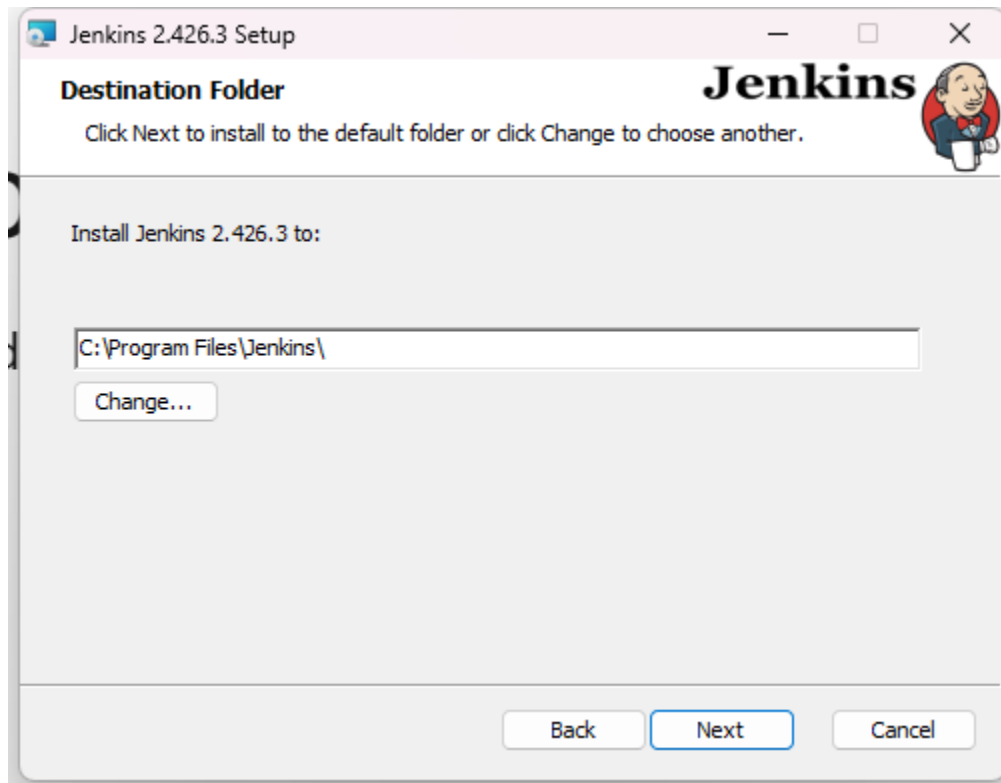 Jenkins 2.426.3 Setup
Destination Folder
Jenkins
Click Next to install to the default folder or click Change to choose another.
Install Jenkins 2.426.3 to:
C:\Program Files\Jenkins\
Change...
Back Next Cancel